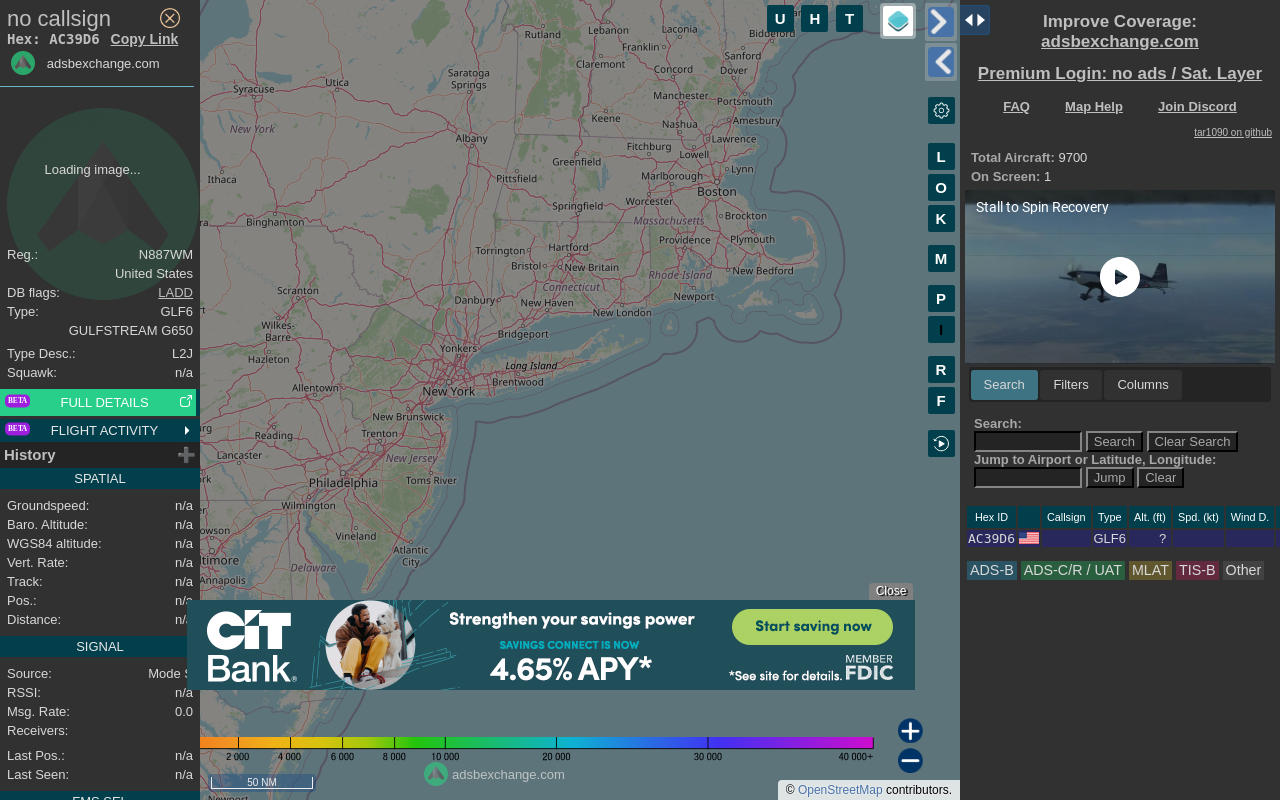 no callsign
Hex: AC39D6 Copy Link
adsbexchange.com
Loading image...
Reg.: N887WM
United States
DB flags: LADD
Type: GLF6
GULFSTREAM G650
Type Desc.: L2J
Squawk: n/a
BETA FULL DETAILS
BETA FLIGHT ACTIVITY
History
SPATIAL
Groundspeed: n/a
Baro. Altitude: n/a
WGS84 altitude: n/a
Vert. Rate: n/a
Track: n/a
Pos.: n/a
Distance:
SIGNAL
Source: Mode S
RSSI: n/a
Msg. Rate: 0.0
Receivers:
Last Pos.: n/a
Last Seen: n/a
U H T
L
O
K
M
P
I
R
F
Rutland
Lebanon
Laconia
Biddeford
Franklin
Claremont
Sanford
Concord
Dover
Syracuse
Utica
Saratoga
Springs
Manchester
Portsmouth
Keene
Nashua
Amesbury
New York
Albany
Lawrence
Fitchburg
Lowell
Greenfield
Lynn
Ithaca
Pittsfield
Marlborough
Boston
Worcester
Springfield
Brockton
Binghamton
Massachusetts
Providence
Plymouth
Torrington
Hartford
Bristol
New Britain
Rhode Island
New Bedford
Connecticut
Scranton
Danbury
New Haven
New London
Newport
Wilkes-
Barre
Bridgeport
Hazleton
Yonkers
Long Island
Brentwood
Allentown
New York
New Brunswick
Reading
Trenton
Lancaster
New Jersey
Philadelphia
Toms River
Wilmington
Vineland
Atlantic
City
Annapolis
Delaware
Close
CIT
Bank
Strengthen your savings power
SAVINGS CONNECT IS NOW
4.65% APY*
Start saving now
*See site for details.
MEMBER
FDIC
2 000 4 000 6 000 8 000 10 000 20 000 30 000 40 000+
adsbexchange.com
50 NM
© OpenStreetMap contributors.
Improve Coverage:
adsbexchange.com
Premium Login: no ads / Sat. Layer
FAQ Map Help Join Discord
tar1090 on github
Total Aircraft: 9700
On Screen: 1
Stall to Spin Recovery
Search Filters Columns
Search:
Search Clear Search
Jump to Airport or Latitude, Longitude:
Jump Clear
Hex ID Callsign Type Alt. (ft) Spd. (kt) Wind D.
AC39D6 GLF6 ?
ADS-B ADS-C/R / UAT MLAT TIS-B Other